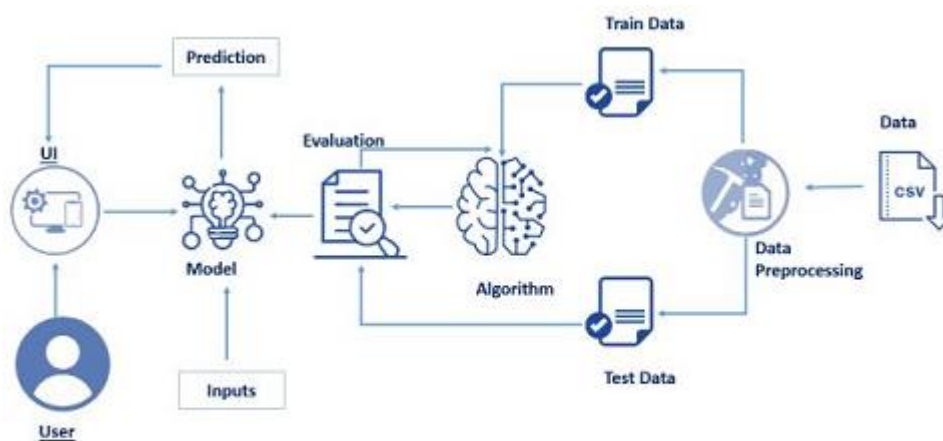 Train Data
Prediction
Data
Evaluation
UI
CSV
Model
Algorithm
Data
Preprocessing
Inputs
Test Data
User